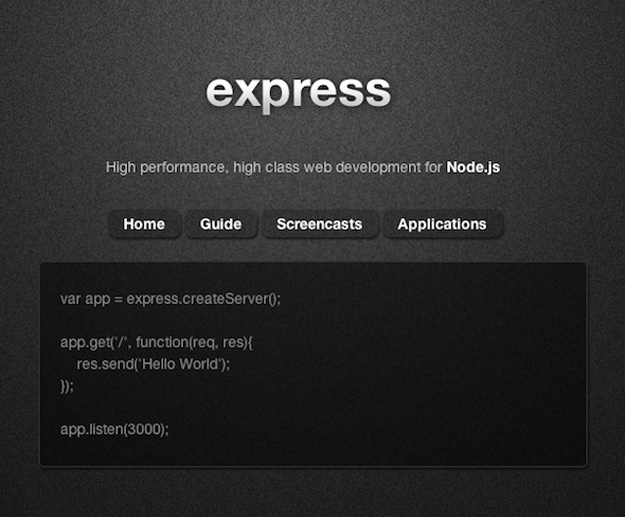 express
High performance, high class web development for Node.js
Home Guide Screencasts Applications
var app = express.createServer();
app.get('/', function(req, res){
    res.send('Hello World');
});
app.listen(3000);